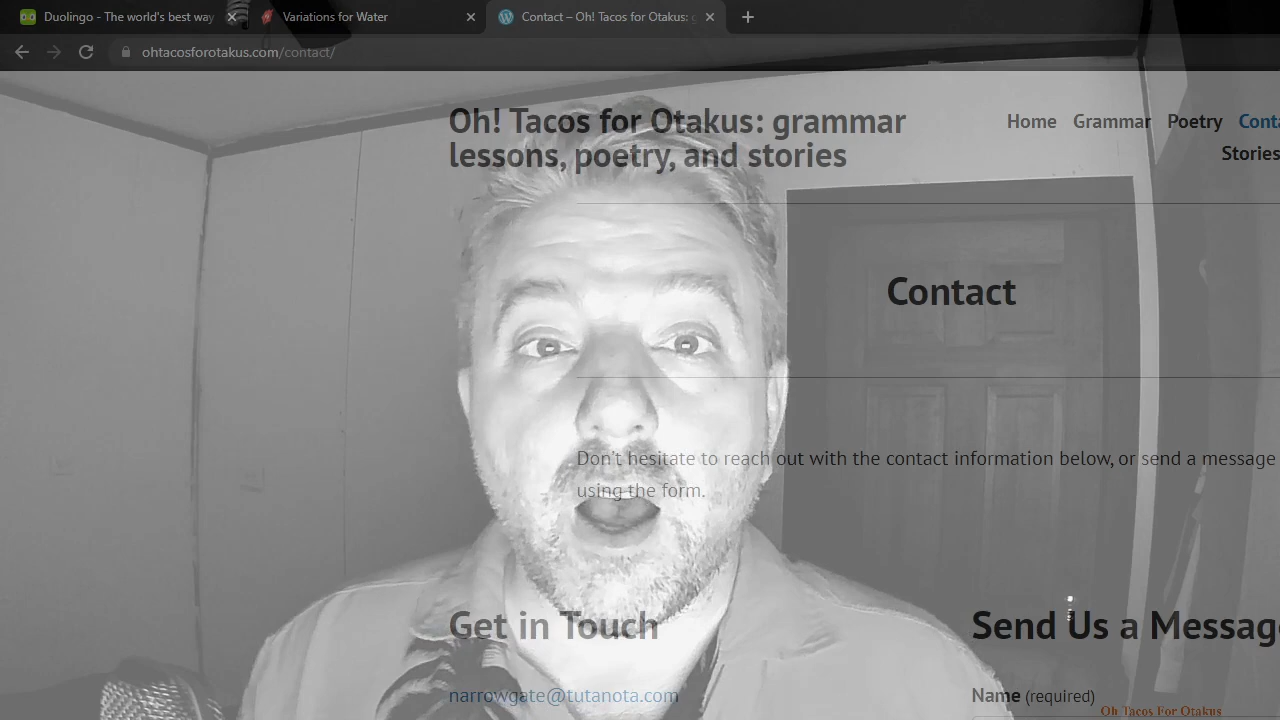 Duolingo - The world's best way
Variations for Water
Contact – Oh! Tacos for Otakus: g
ohtacosforotakus.com/contact/
Oh! Tacos for Otakus: grammar
lessons, poetry, and stories
Home Grammar Poetry Conta
Stories
Contact
Don't hesitate to reach out with the contact information below, or send a message
using the form.
Get in Touch
Send Us a Message
narrowgate@tutanota.com
Name (required)
Oh Tacos For Otakus